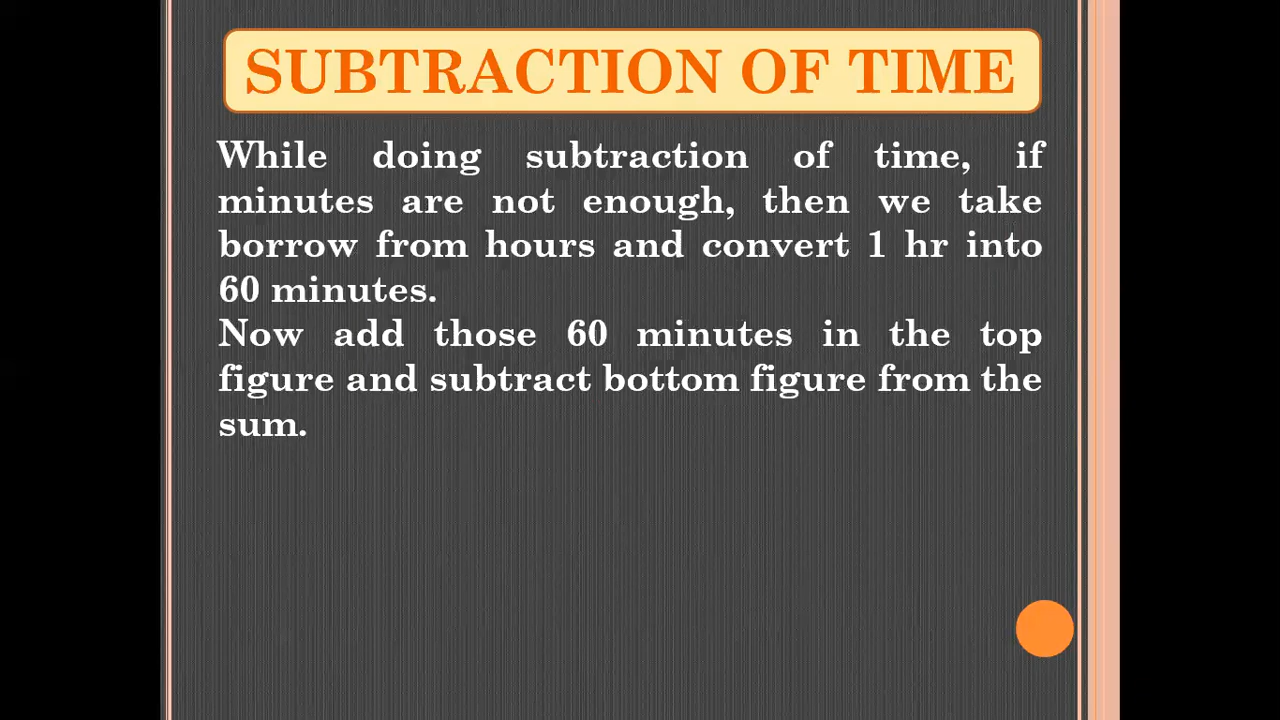 SUBTRACTION OF TIME
While doing subtraction of time, if
minutes are not enough, then we take
borrow from hours and convert 1 hr into
60 minutes.
Now add those 60 minutes in the top
figure and subtract bottom figure from the
sum.